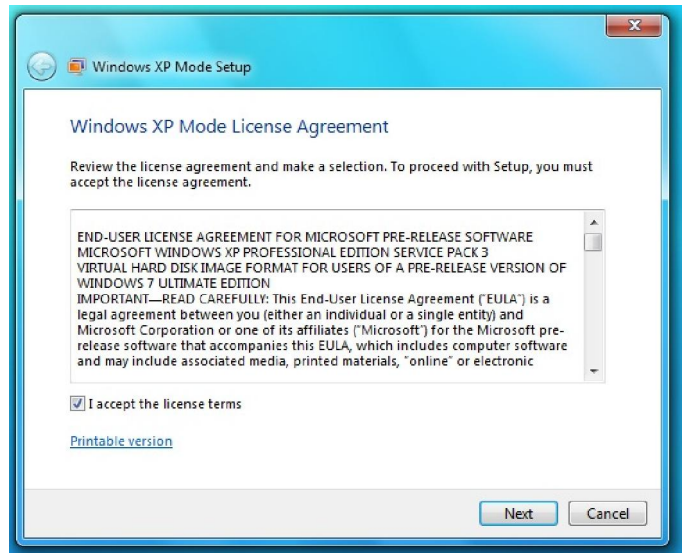 Windows XP Mode Setup
Windows XP Mode License Agreement
Review the license agreement and make a selection. To proceed with Setup, you must
accept the license agreement.
END-USER LICENSE AGREEMENT FOR MICROSOFT PRE-RELEASE SOFTWARE
MICROSOFT WINDOWS XP PROFESSIONAL EDITION SERVICE PACK 3
VIRTUAL HARD DISK IMAGE FORMAT FOR USERS OF A PRE-RELEASE VERSION OF
WINDOWS 7 ULTIMATE EDITION
IMPORTANT—READ CAREFULLY: This End-User License Agreement ("EULA") is a
legal agreement between you (either an individual or a single entity) and
Microsoft Corporation or one of its affiliates ("Microsoft") for the Microsoft pre-
release software that accompanies this EULA, which includes computer software
and may include associated media, printed materials, "online" or electronic
I accept the license terms
Printable version
Next Cancel